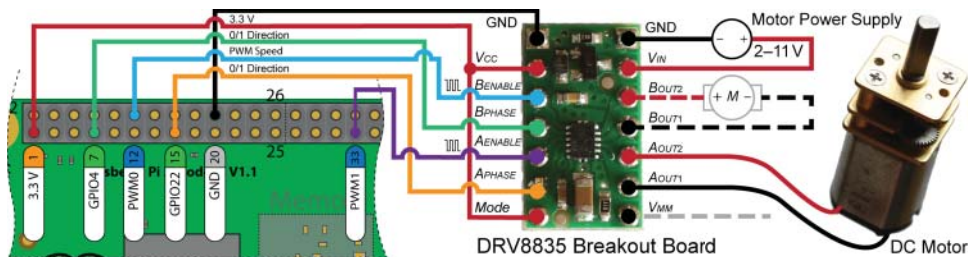 3.3 V
0/1 Direction
PWM Speed
0/1 Direction
26
25
1
3.3 V
7
GPIO4
12
PWM0
15
GPIO22
20
GND
33
PWM1
Pi
V1.1
GND
VCC
BENABLE
BPHASE
AENABLE
APHASE
Mode
GND
VIN
BOUT2
BOUT1
AOUT2
AOUT1
VMM
Motor Power Supply
− +
2–11 V
+ M −
DRV8835 Breakout Board
DC Motor